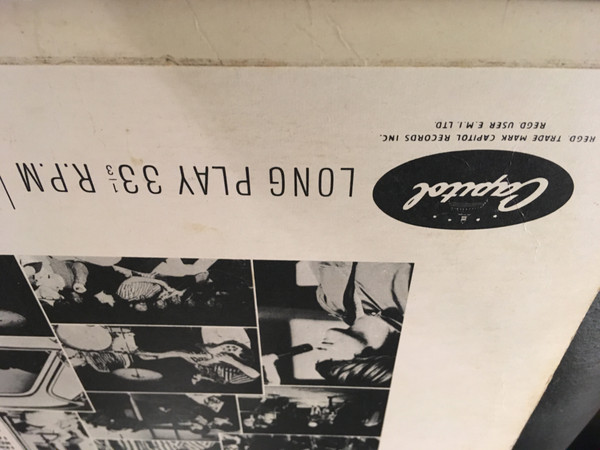 Capitol
LONG PLAY 33⅓ R.P.M
REGD. TRADE MARK CAPITOL RECORDS INC.
REGD USER E.M.I. LTD.